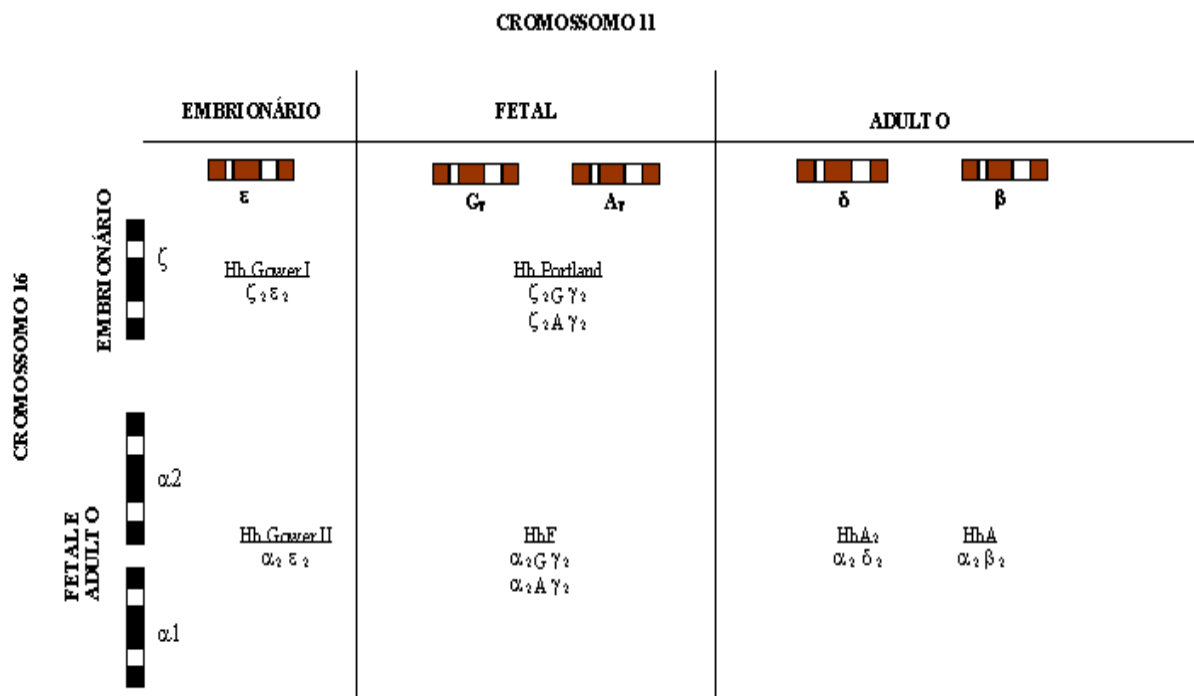 CROMOSSOMO 11
EMBRIONÁRIO FETAL ADULTO
ε Gγ Aγ δ β
CROMOSSOMO 16
EMBRIONÁRIO
ζ
Hb Gower I Hb Portland
ζ₂ε₂ ζ₂Gγ₂
ζ₂Aγ₂
FETAL E
ADULTO
α2
Hb Gower II HbF HbA₂ HbA
α₂ε₂ α₂Gγ₂ α₂δ₂ α₂β₂
α₂Aγ₂
α1